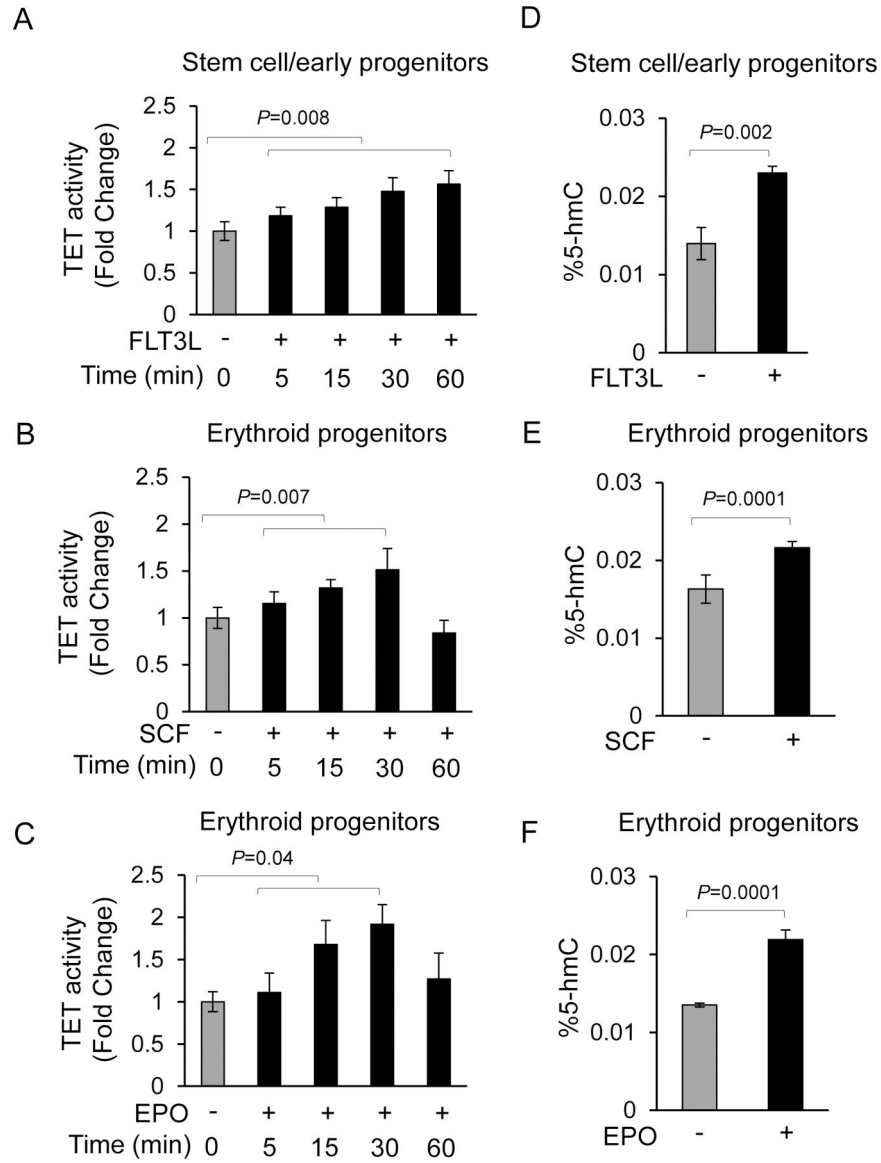 A
Stem cell/early progenitors
P=0.008
TET activity
(Fold Change)
2.5
2
1.5
1
0.5
0
FLT3L - + + + +
Time (min) 0 5 15 30 60
D
Stem cell/early progenitors
P=0.002
%5-hmC
0.03
0.02
0.01
0
FLT3L - +
B
Erythroid progenitors
P=0.007
TET activity
(Fold Change)
2.5
2
1.5
1
0.5
0
SCF - + + + +
Time (min) 0 5 15 30 60
E
Erythroid progenitors
P=0.0001
%5-hmC
0.03
0.02
0.01
0
SCF - +
C
Erythroid progenitors
P=0.04
TET activity
(Fold Change)
2.5
2
1.5
1
0.5
0
EPO - + + + +
Time (min) 0 5 15 30 60
F
Erythroid progenitors
P=0.0001
%5-hmC
0.03
0.02
0.01
0
EPO - +